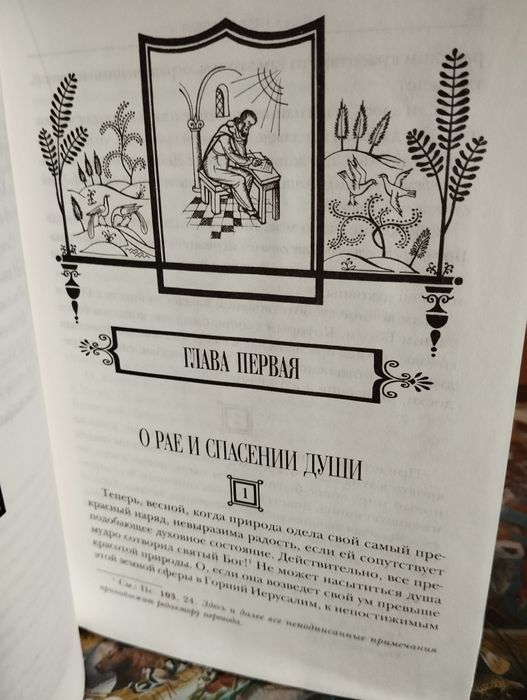 ГЛАВА ПЕРВАЯ
О РАЕ И СПАСЕНИИ ДУШИ
1
Теперь, весной, когда природа одела свой самый пре-
красный наряд, невыразима радость, если ей сопутствует
подобающее духовное состояние. Действительно, все пре-
мудро сотворил святый Бог!¹ Не может насытиться душа
красотой природы. О, если она возведет свой ум превыше
этой земной сферы в Горний Иерусалим, к непостижимым
¹ См.: Пс. 103, 24. Здесь и далее все неподписанные примечания
принадлежат редактору перевода.